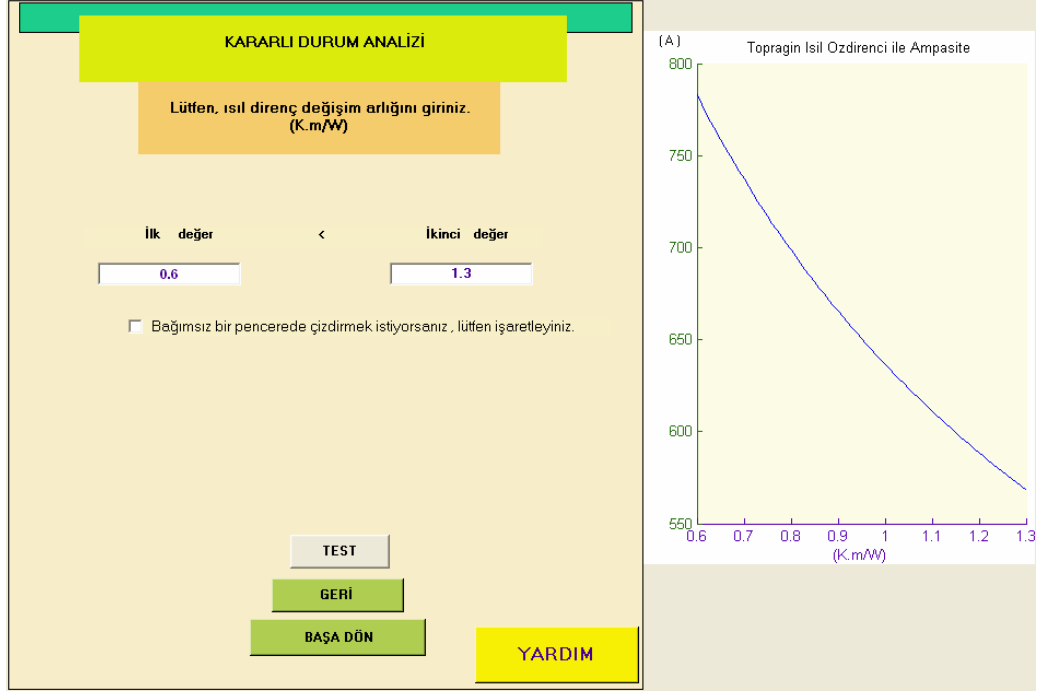 KARARLI DURUM ANALİZİ
Lütfen, ısıl direnç değişim arlığını giriniz.
(K.m/W)
İlk değer < İkinci değer
0.6 1.3
Bağımsız bir pencerede çizdirmek istiyorsanız , lütfen işaretleyiniz.
TEST
GERİ
BAŞA DÖN
YARDIM
(A) Topragin Isil Ozdirenci ile Ampasite
800
750
700
650
600
550
0.6 0.7 0.8 0.9 1 1.1 1.2 1.3
(K.m/W)